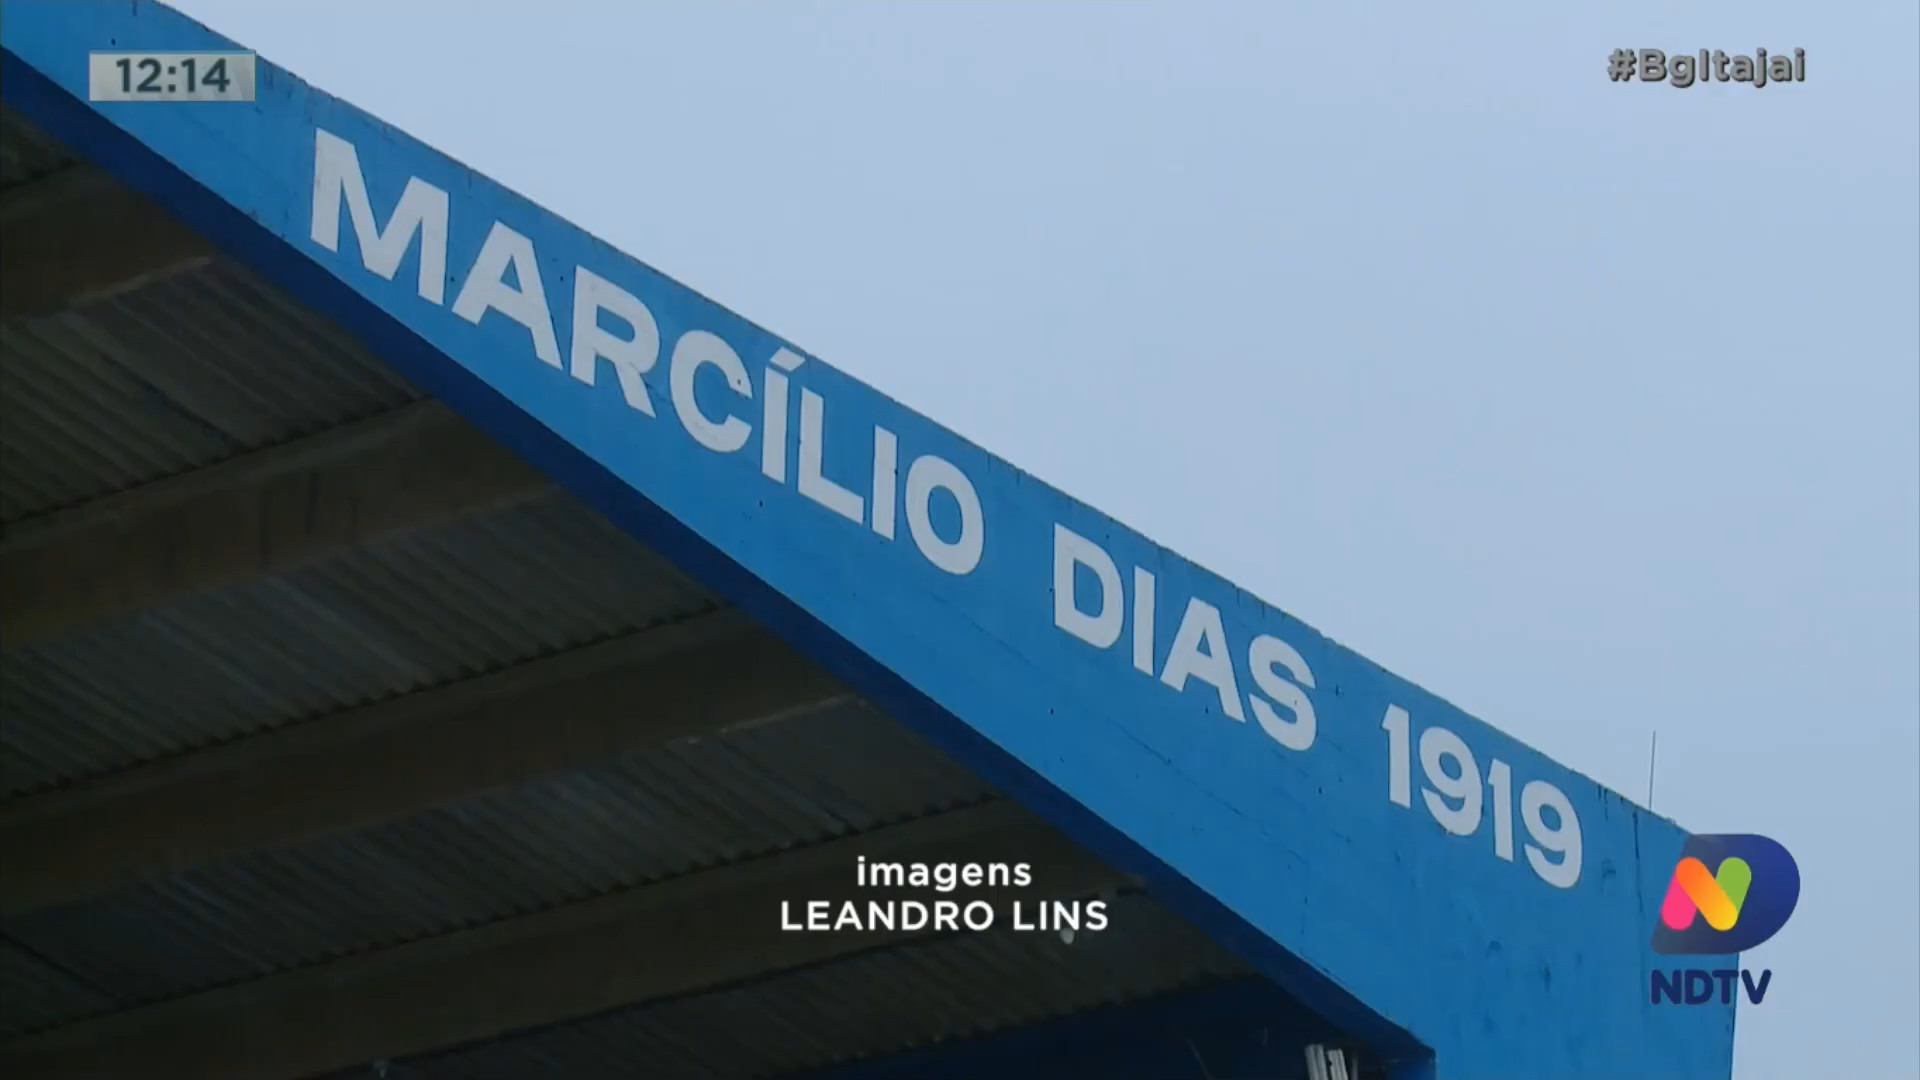 12:14
#BgItajai
MARCÍLIO DIAS 1919
imagens
LEANDRO LINS
NDTV